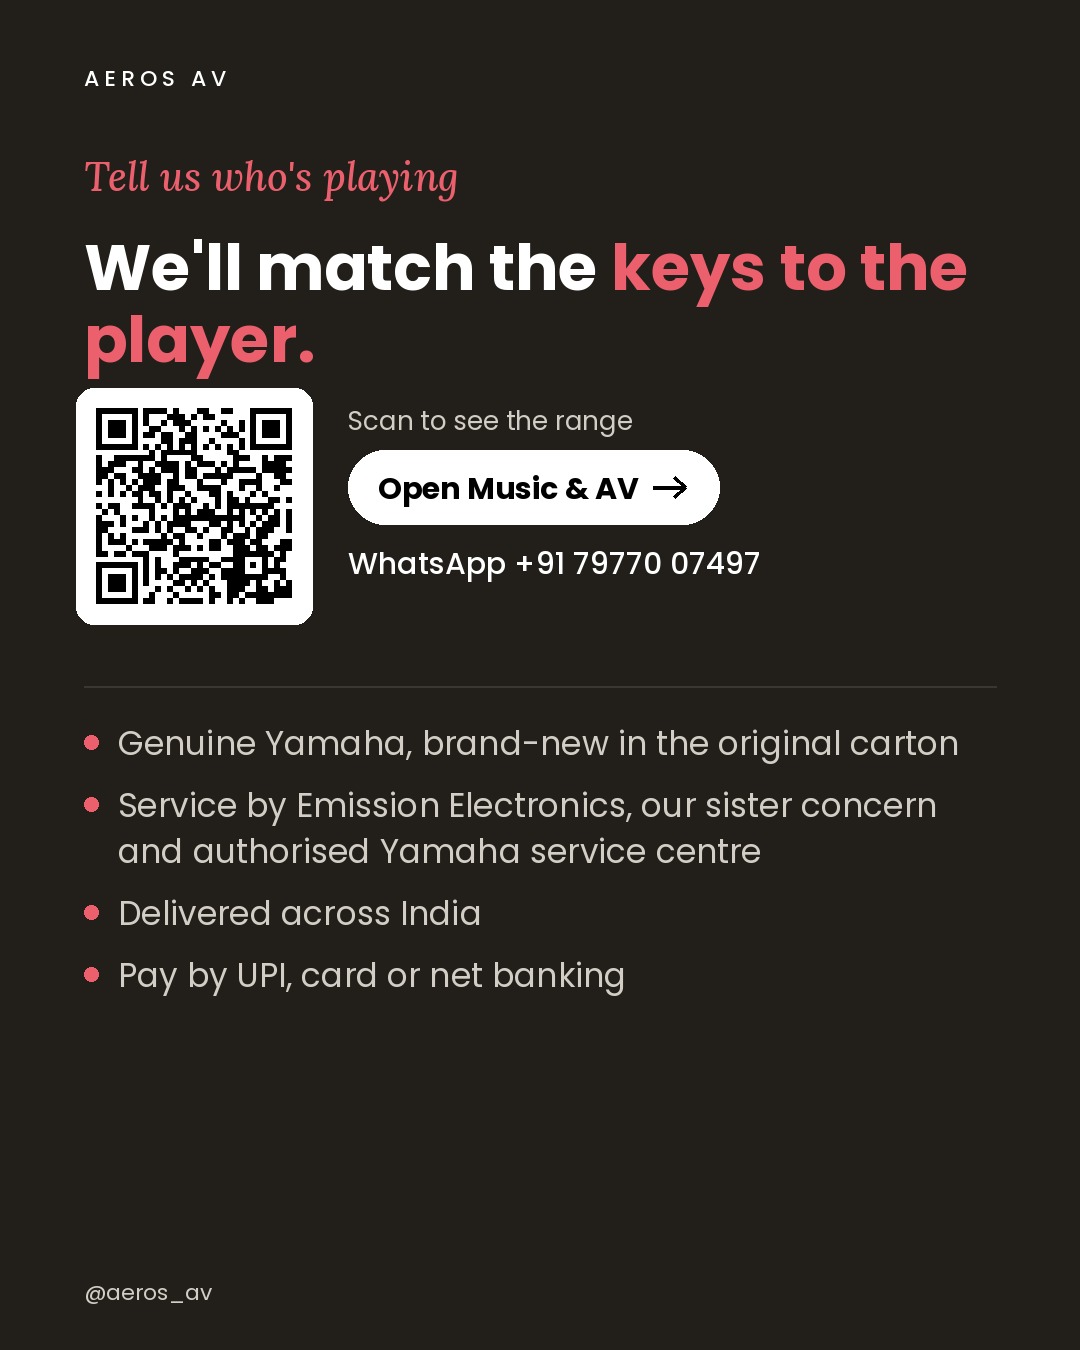 AEROS AV
Tell us who's playing
We'll match the keys to the
player.
Scan to see the range
Open Music & AV →
WhatsApp +91 79770 07497
Genuine Yamaha, brand-new in the original carton
Service by Emission Electronics, our sister concern
and authorised Yamaha service centre
Delivered across India
Pay by UPI, card or net banking
@aeros_av